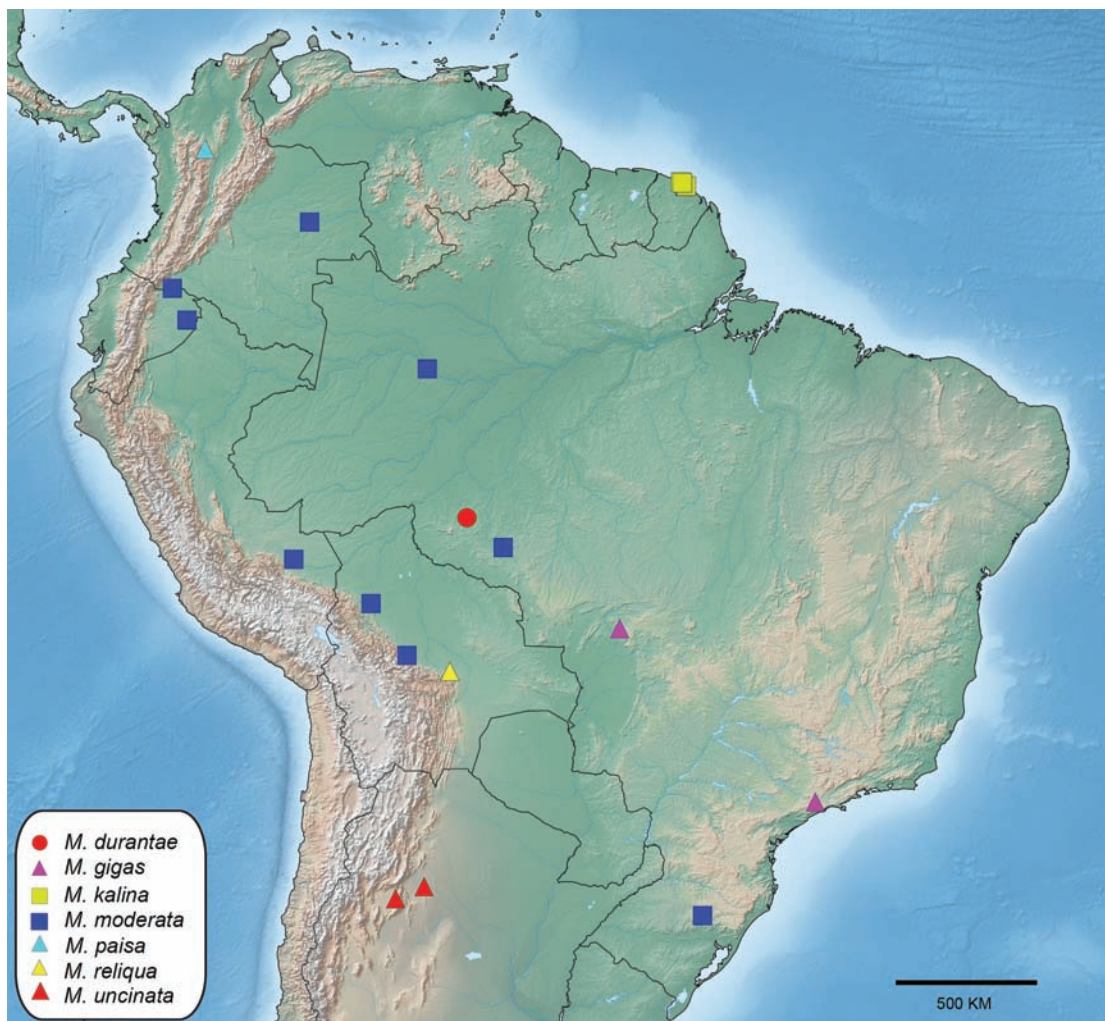 M. durantae
M. gigas
M. kalina
M. moderata
M. paisa
M. reliqua
M. uncinata
500 KM